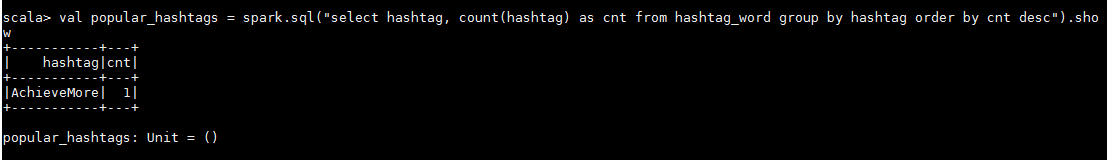 scala> val popular_hashtags = spark.sql("select hashtag, count(hashtag) as cnt from hashtag_word group by hashtag order by cnt desc").sho
w
+-----------+---+
|    hashtag|cnt|
+-----------+---+
|AchieveMore|  1|
+-----------+---+
popular_hashtags: Unit = ()